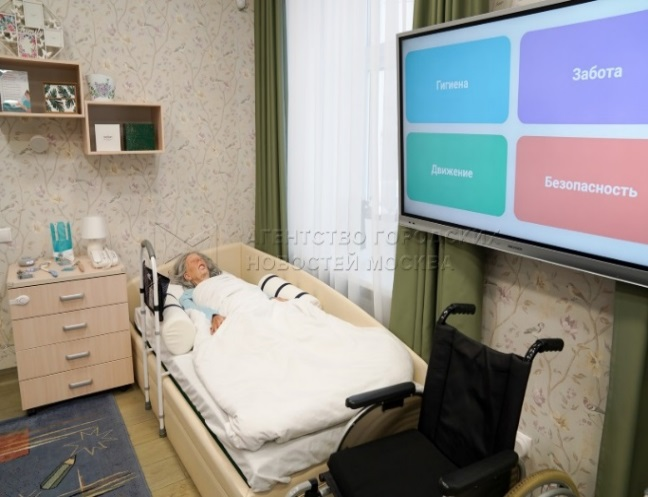 Гигиена
Забота
Движение
Безопасность
АГЕНТСТВО ГОРОДСКИХ
НОВОСТЕЙ МОСКВА